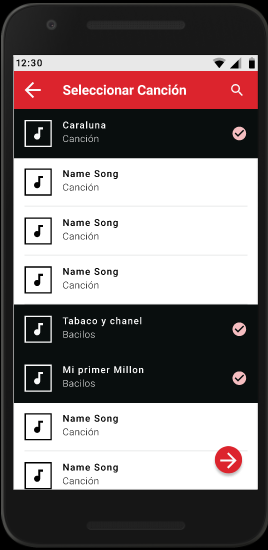 12:30
Seleccionar Canción
Caraluna
Canción
Name Song
Canción
Name Song
Canción
Name Song
Canción
Tabaco y chanel
Bacilos
Mi primer Millon
Bacilos
Name Song
Canción
Name Song
Canción